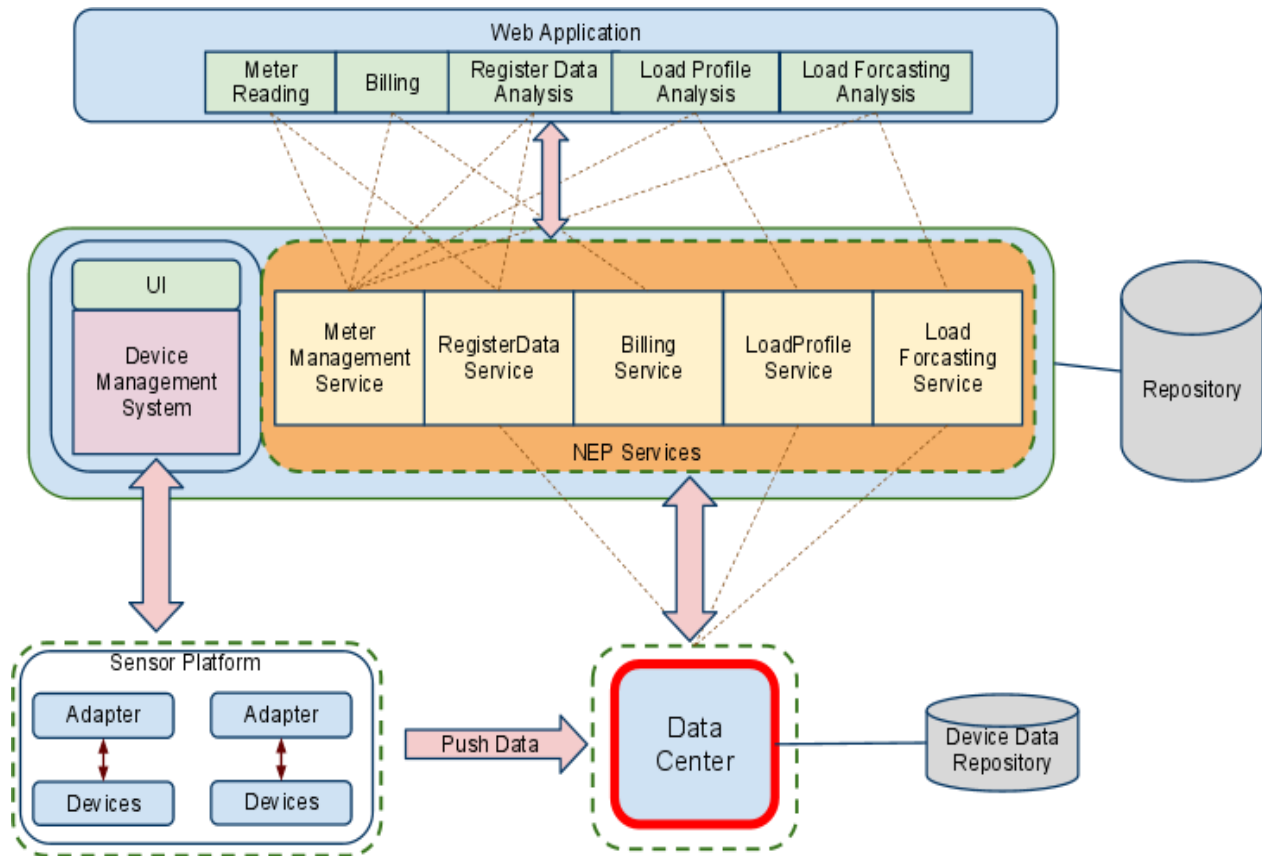 Web Application
Meter
Reading
Billing
Register Data
Analysis
Load Profile
Analysis
Load Forcasting
Analysis
UI
Device
Management
System
Meter
Management
Service
RegisterData
Service
Billing
Service
LoadProfile
Service
Load
Forcasting
Service
NEP Services
Repository
Sensor Platform
Adapter
Adapter
Devices
Devices
Push Data
Data
Center
Device Data
Repository